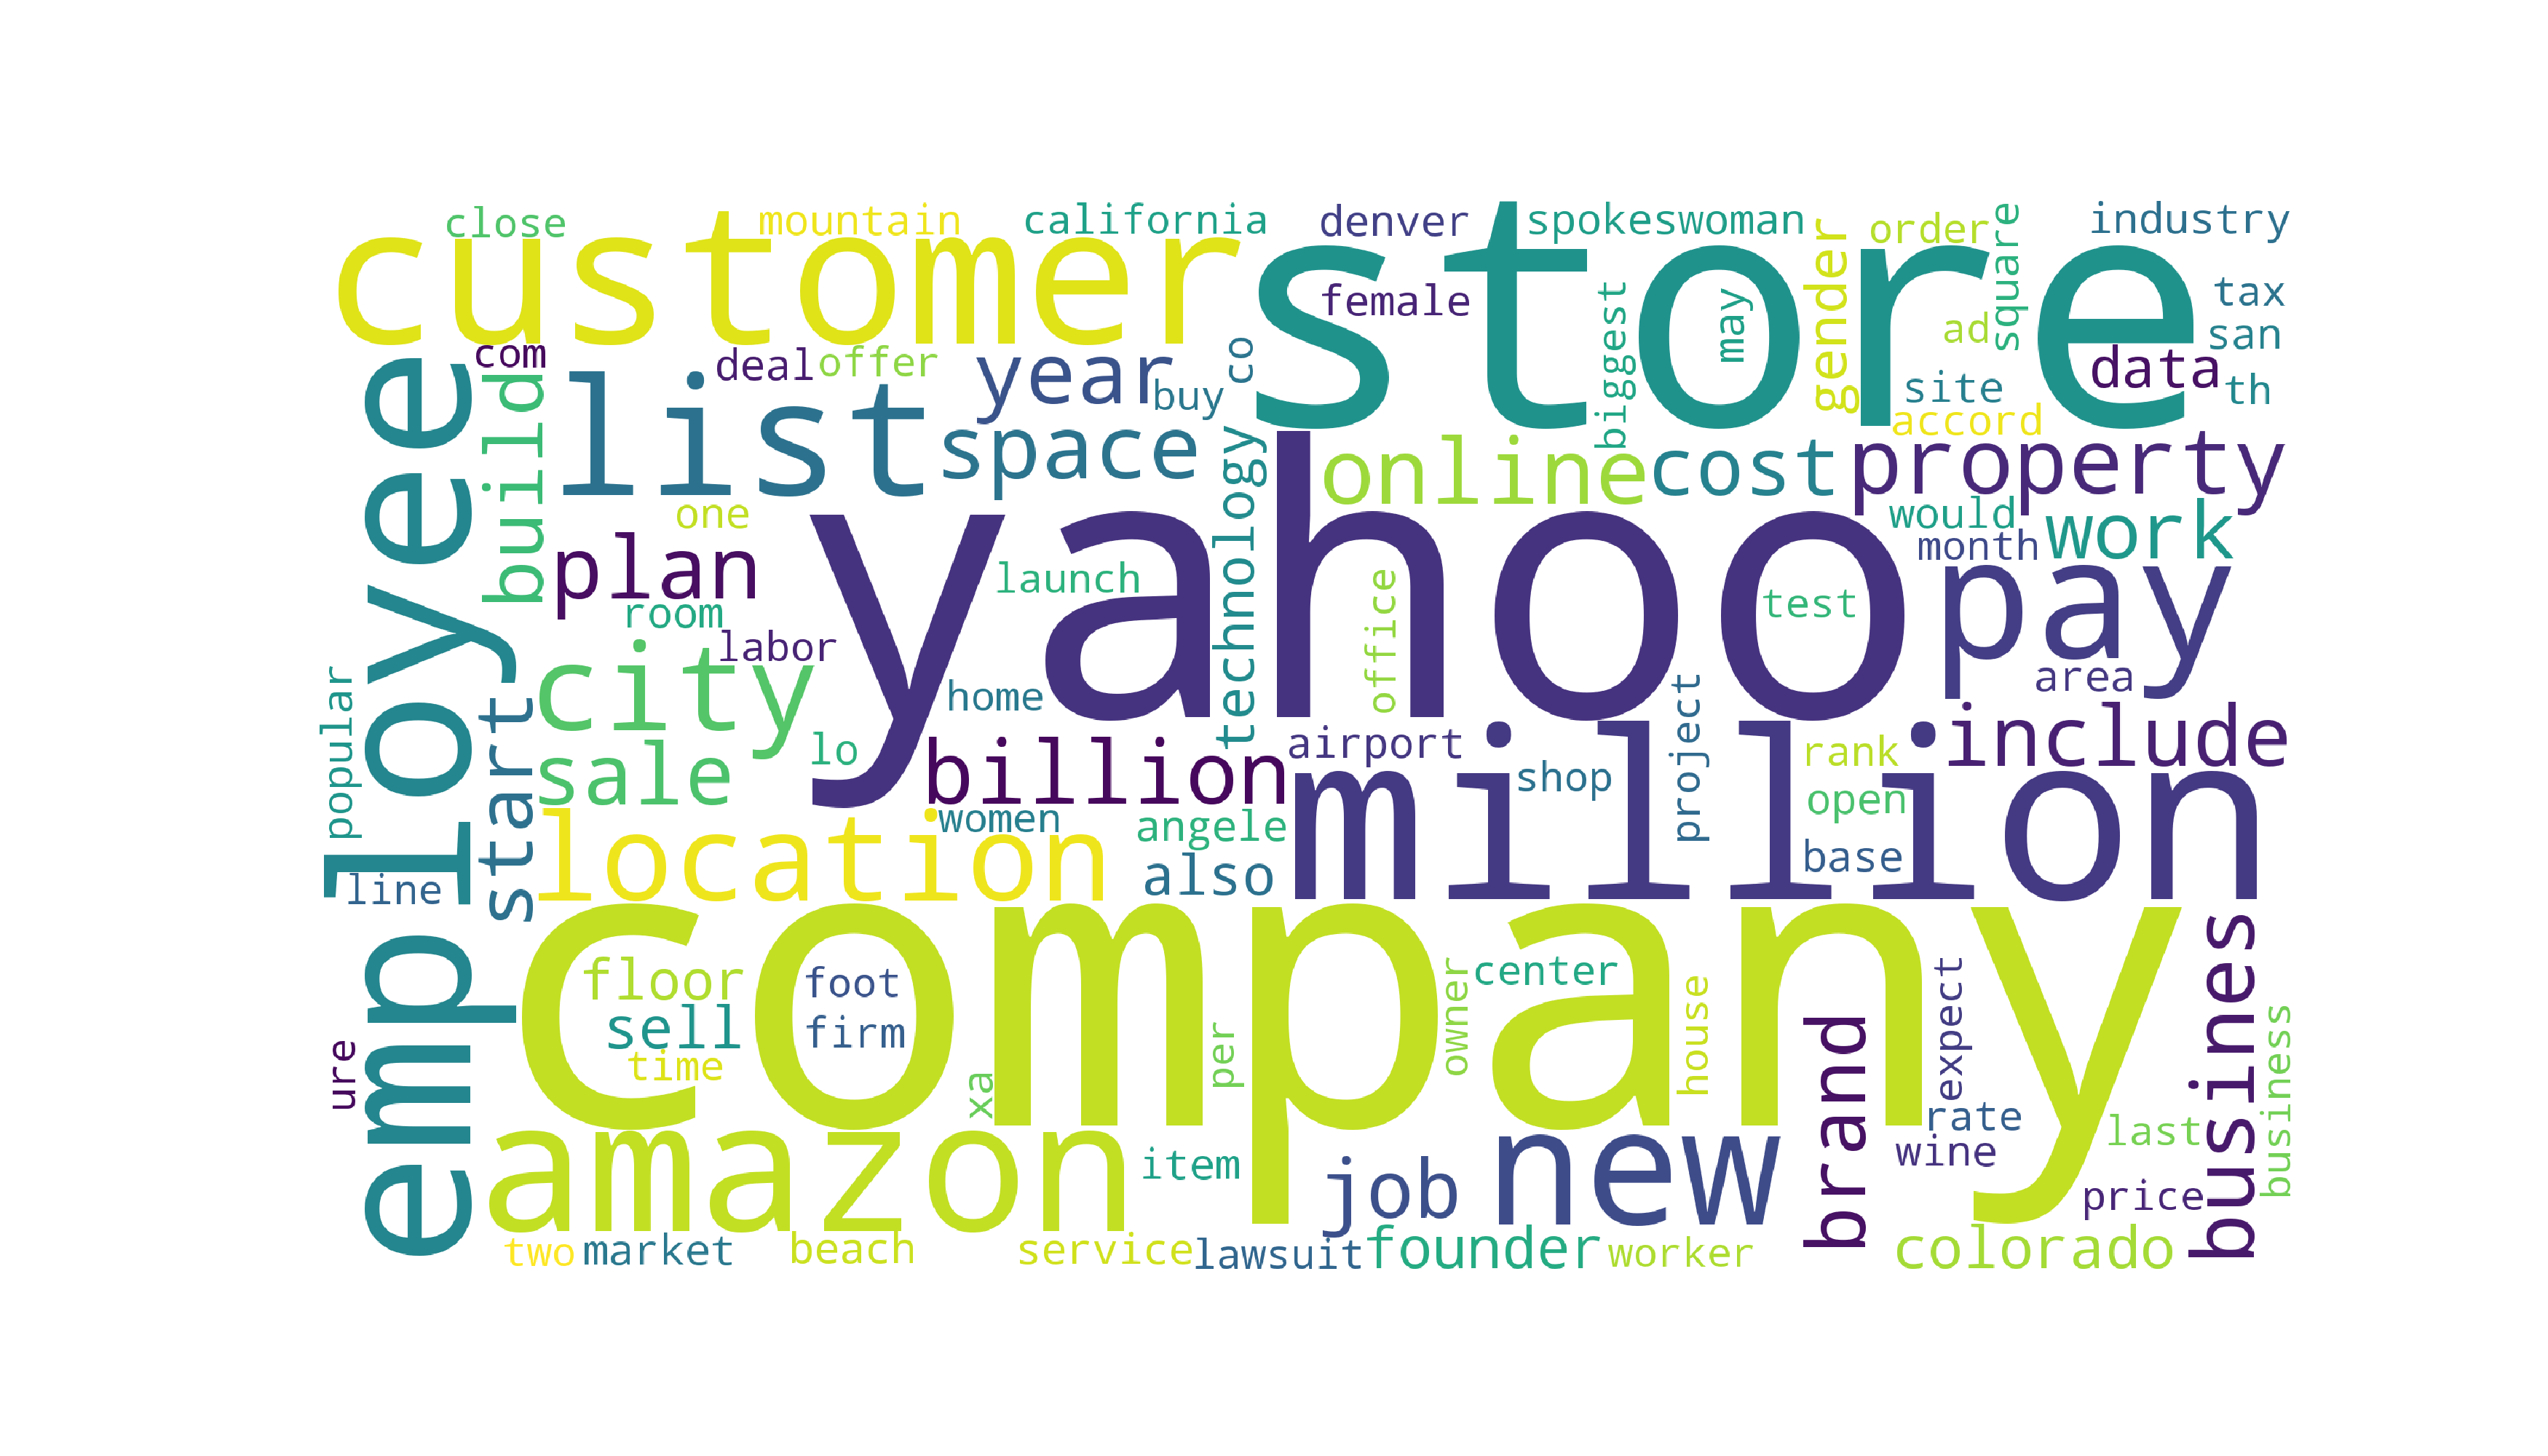 close
mountain
california
denver
spokeswoman
order
square
industry
customer
store
gender
female
biggest
may
ad
tax
san
com
deal
offer
year
buy
co
site
data
th
accord
employee
build
list
space
technology
online
cost
property
one
would
month
work
plan
launch
yahoo
office
test
pay
room
labor
area
popular
start
city
home
lo
airport
project
rank
include
sale
billion
million
shop
open
women
angele
location
also
base
line
company
floor
foot
owner
center
house
expect
busines
sell
firm
time
xa
per
ure
brand
rate
last
business
amazon
item
job
new
wine
price
two
market
beach
service
lawsuit
founder
worker
colorado